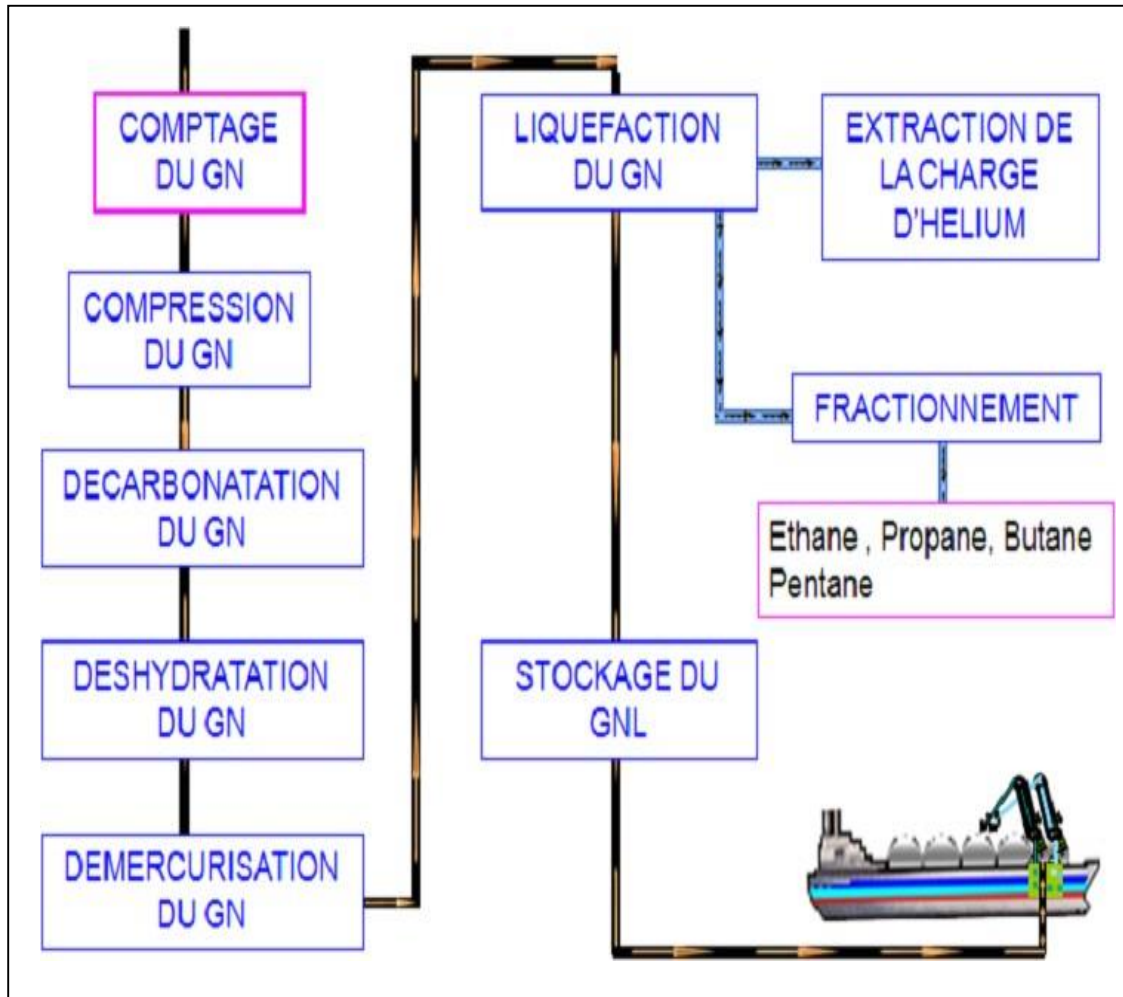 COMPTAGE
DU GN
COMPRESSION
DU GN
DECARBONATATION
DU GN
DESHYDRATATION
DU GN
DEMERCURISATION
DU GN
LIQUEFACTION
DU GN
EXTRACTION DE
LA CHARGE
D'HELIUM
FRACTIONNEMENT
Ethane , Propane, Butane
Pentane
STOCKAGE DU
GNL